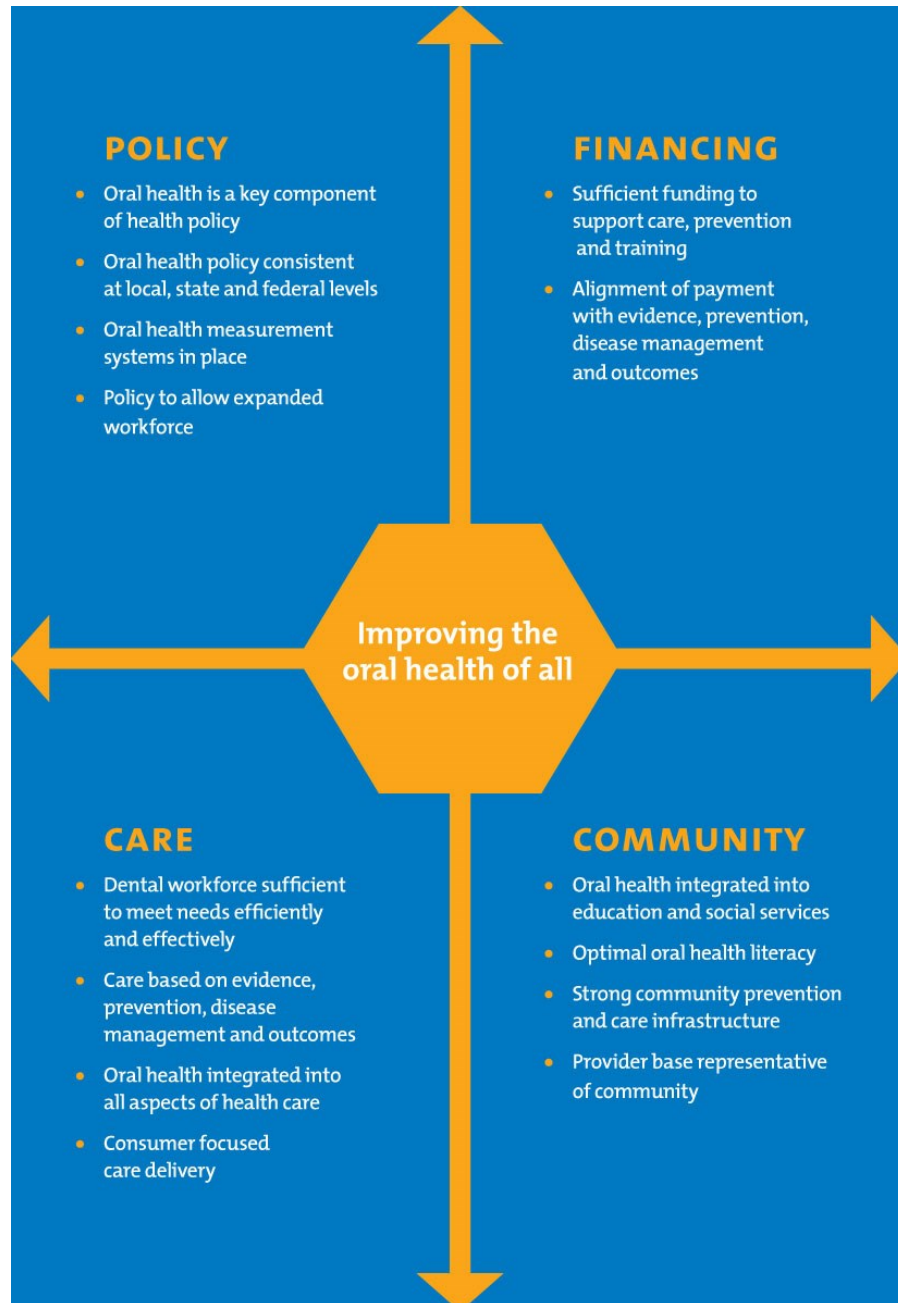 POLICY
• Oral health is a key component
of health policy
• Oral health policy consistent
at local, state and federal levels
• Oral health measurement
systems in place
• Policy to allow expanded
workforce
FINANCING
• Sufficient funding to
support care, prevention
and training
• Alignment of payment
with evidence, prevention,
disease management
and outcomes
Improving the
oral health of all
CARE
• Dental workforce sufficient
to meet needs efficiently
and effectively
• Care based on evidence,
prevention, disease
management and outcomes
• Oral health integrated into
all aspects of health care
• Consumer focused
care delivery
COMMUNITY
• Oral health integrated into
education and social services
• Optimal oral health literacy
• Strong community prevention
and care infrastructure
• Provider base representative
of community